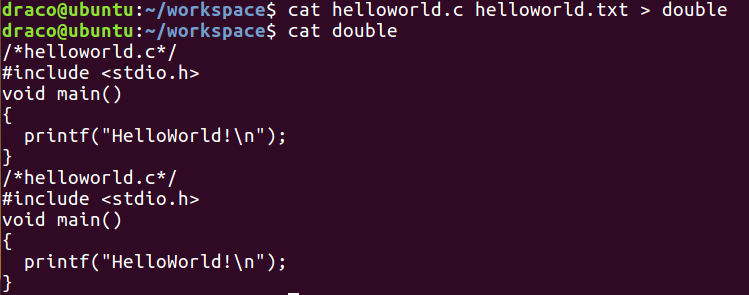 draco@ubuntu:~/workspace$ cat helloworld.c helloworld.txt > double
draco@ubuntu:~/workspace$ cat double
/*helloworld.c*/
#include <stdio.h>
void main()
{
  printf("HelloWorld!\n");
}
/*helloworld.c*/
#include <stdio.h>
void main()
{
  printf("HelloWorld!\n");
}